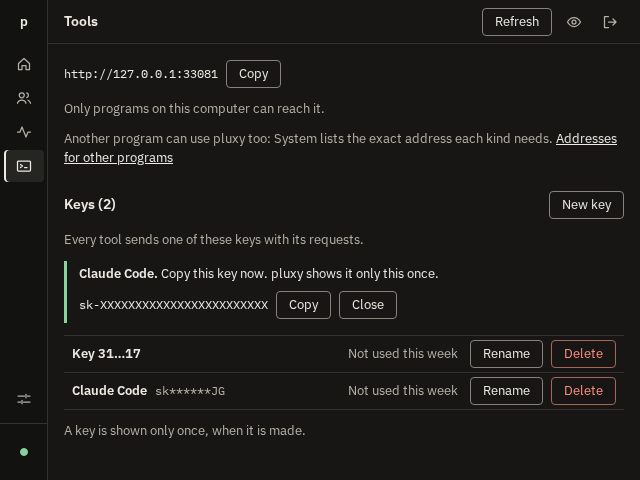 p
Tools
Refresh
http://127.0.0.1:33081
Copy
Only programs on this computer can reach it.
Another program can use pluxy too: System lists the exact address each kind needs. Addresses
for other programs
Keys (2)
New key
Every tool sends one of these keys with its requests.
Claude Code. Copy this key now. pluxy shows it only this once.
sk-XXXXXXXXXXXXXXXXXXXXXXXX
Copy
Close
Key 31…17
Not used this week
Rename
Delete
Claude Code sk******JG
Not used this week
Rename
Delete
A key is shown only once, when it is made.